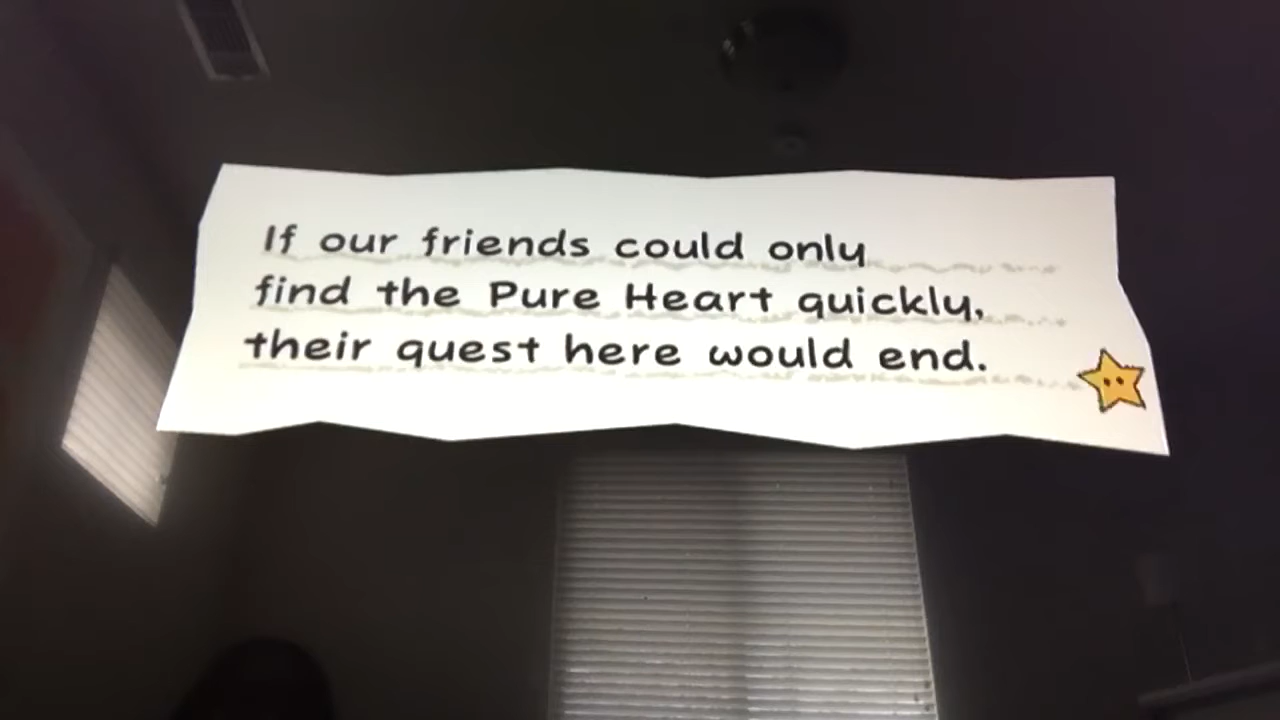 If our friends could only
find the Pure Heart quickly,
their quest here would end.